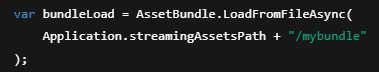 var bundleLoad = AssetBundle.LoadFromFileAsync(
    Application.streamingAssetsPath + "/mybundle"
);